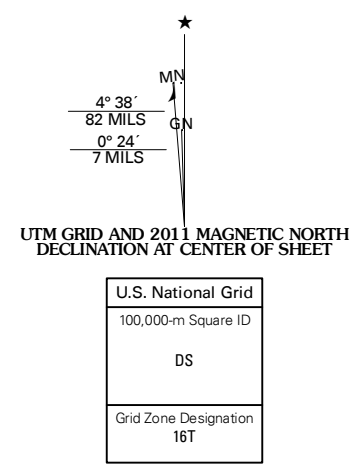 ★
MN
4° 38´
82 MILS
GN
0° 24´
7 MILS
UTM GRID AND 2011 MAGNETIC NORTH
DECLINATION AT CENTER OF SHEET
U.S. National Grid
100,000-m Square ID
DS
Grid Zone Designation
16T